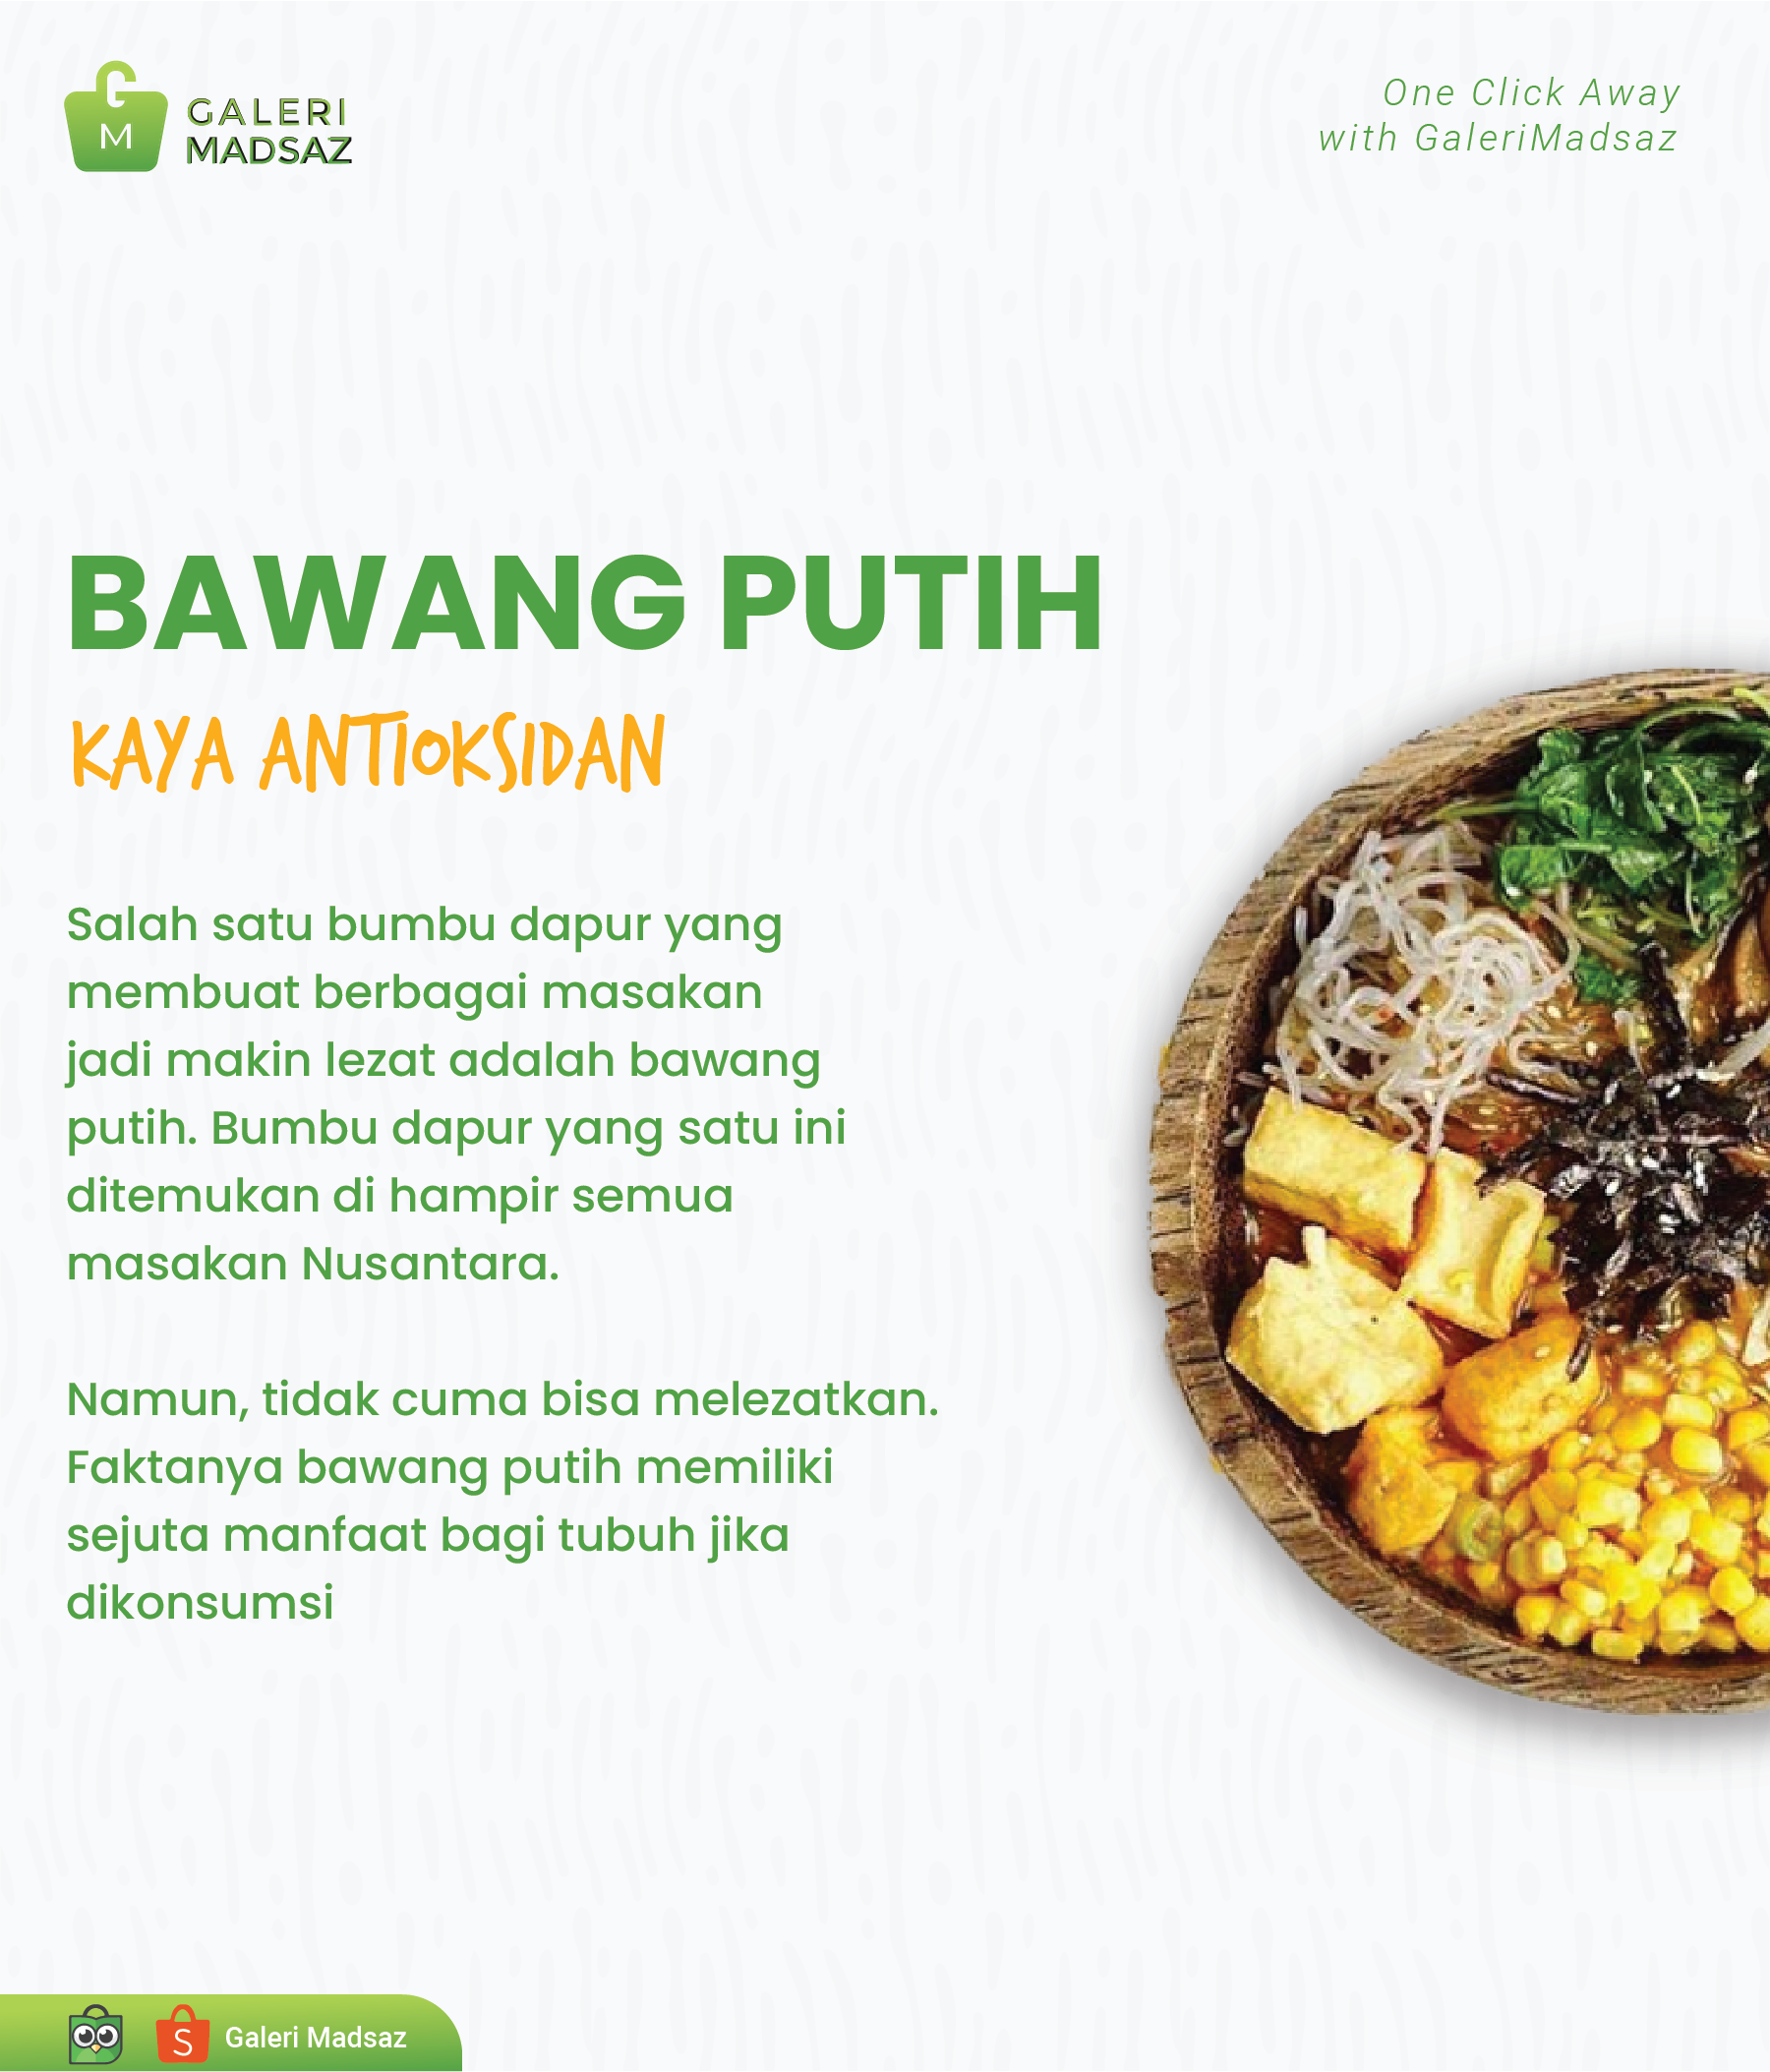 GALERI
MADSAZ
One Click Away
with GaleriMadsaz
BAWANG PUTIH
KAYA ANTIOKSIDAN
Salah satu bumbu dapur yang
membuat berbagai masakan
jadi makin lezat adalah bawang
putih. Bumbu dapur yang satu ini
ditemukan di hampir semua
masakan Nusantara.
Namun, tidak cuma bisa melezatkan.
Faktanya bawang putih memiliki
sejuta manfaat bagi tubuh jika
dikonsumsi
Galeri Madsaz